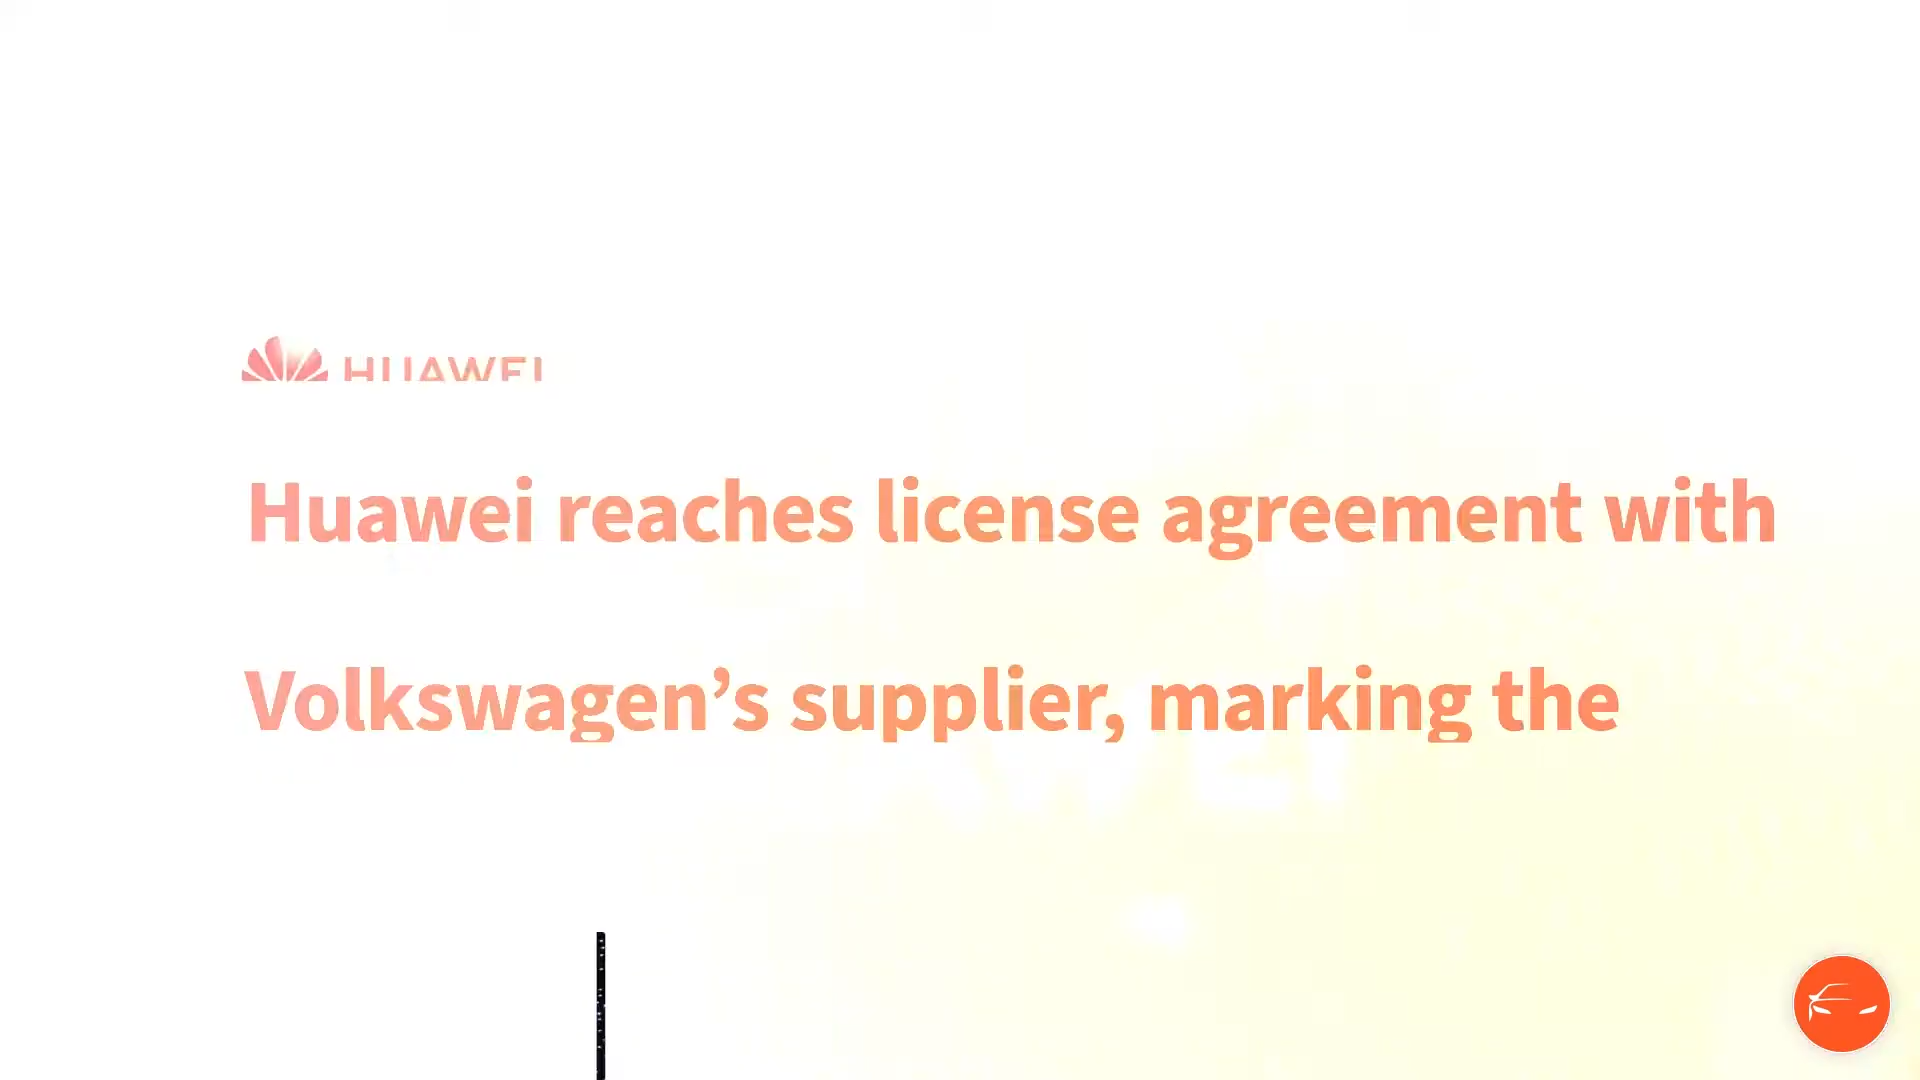 HUAWEI
Huawei reaches license agreement with
Volkswagen’s supplier, marking the